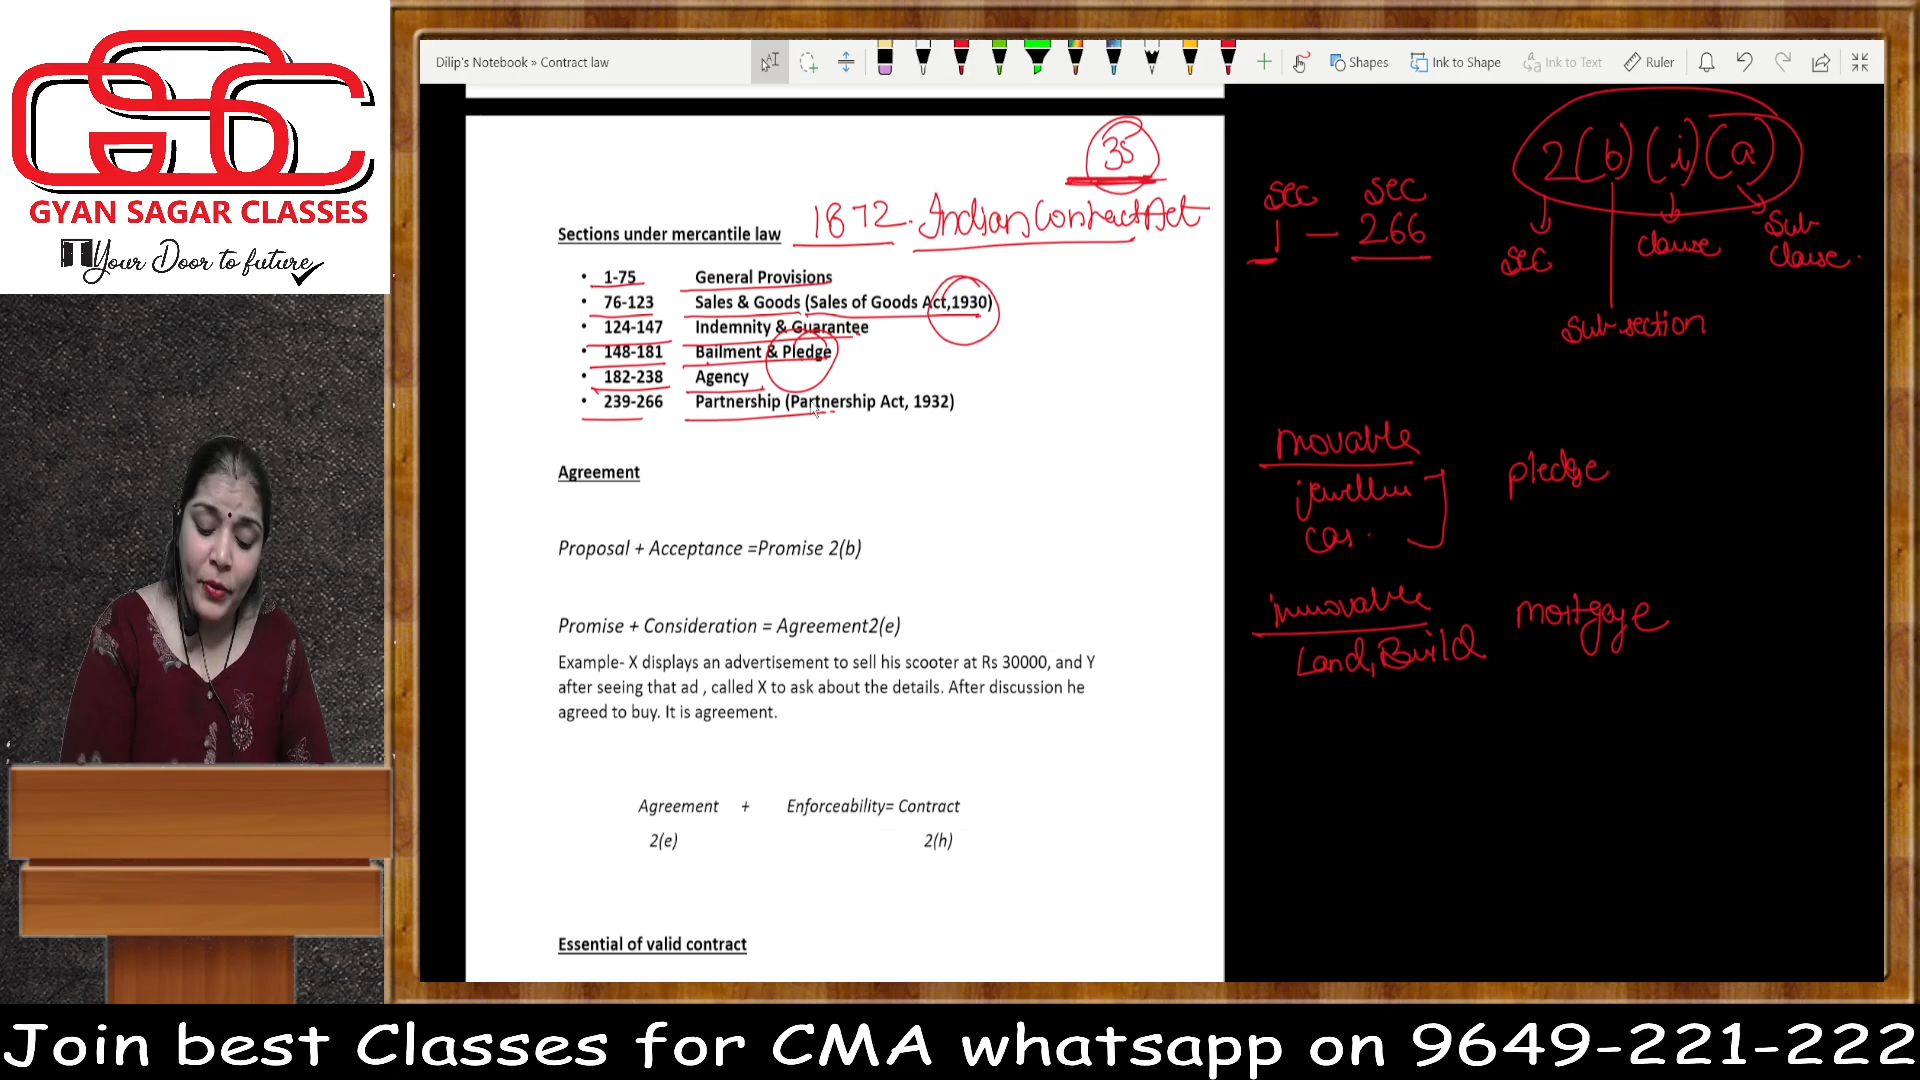 GSC
GYAN SAGAR CLASSES
Your Door to future
Dilip's Notebook » Contract law
Shapes
Ink to Shape
Ink to Text
Ruler
35
1872. Indian Contract Act
Sections under mercantile law
• 1-75 General Provisions
• 76-123 Sales & Goods (Sales of Goods Act,1930)
• 124-147 Indemnity & Guarantee
• 148-181 Bailment & Pledge
• 182-238 Agency
• 239-266 Partnership (Partnership Act, 1932)
Agreement
Proposal + Acceptance =Promise 2(b)
Promise + Consideration = Agreement2(e)
Example- X displays an advertisement to sell his scooter at Rs 30000, and Y
after seeing that ad , called X to ask about the details. After discussion he
agreed to buy. It is agreement.
Agreement + Enforceability= Contract
2(e) 2(h)
Essential of valid contract
sec sec
1 — 266
2(b)(i)(a)
sec
clause
Sub
clause.
Sub section
movable
car.
pledge
immovable
Land, Build
mortgage
Join best Classes for CMA whatsapp on 9649-221-222